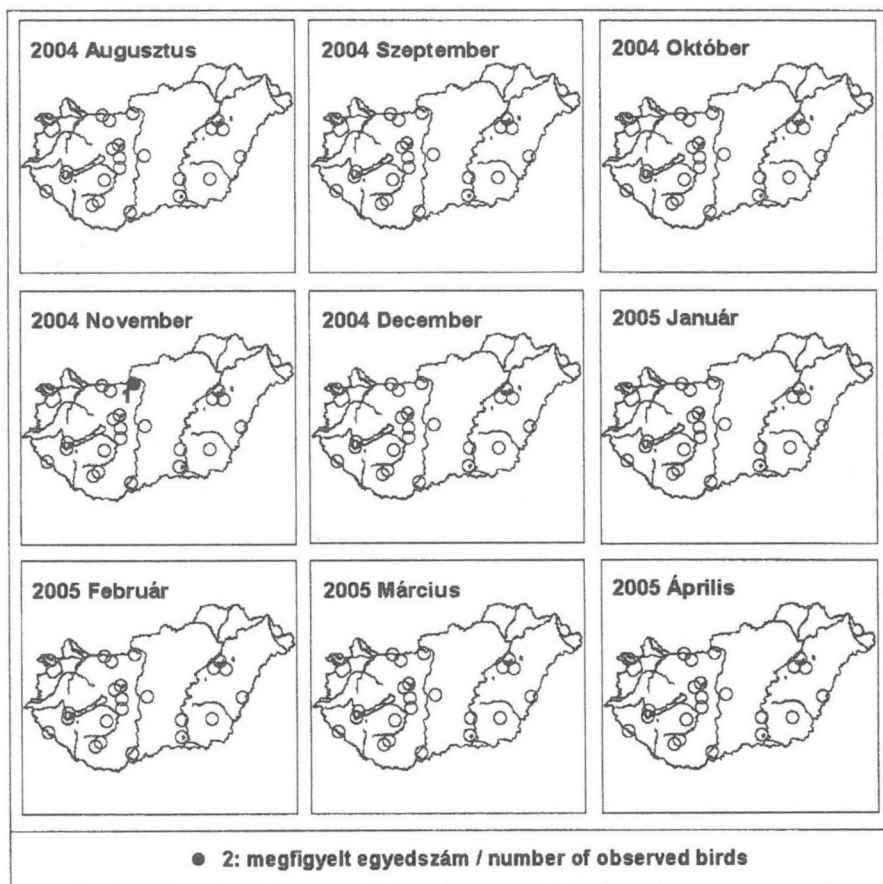 2004 Augusztus
2004 Szeptember
2004 Október
2004 November
1
2004 December
2005 Január
2005 Február
2005 Március
2005 Április
● 2: megfigyelt egyedszám / number of observed birds